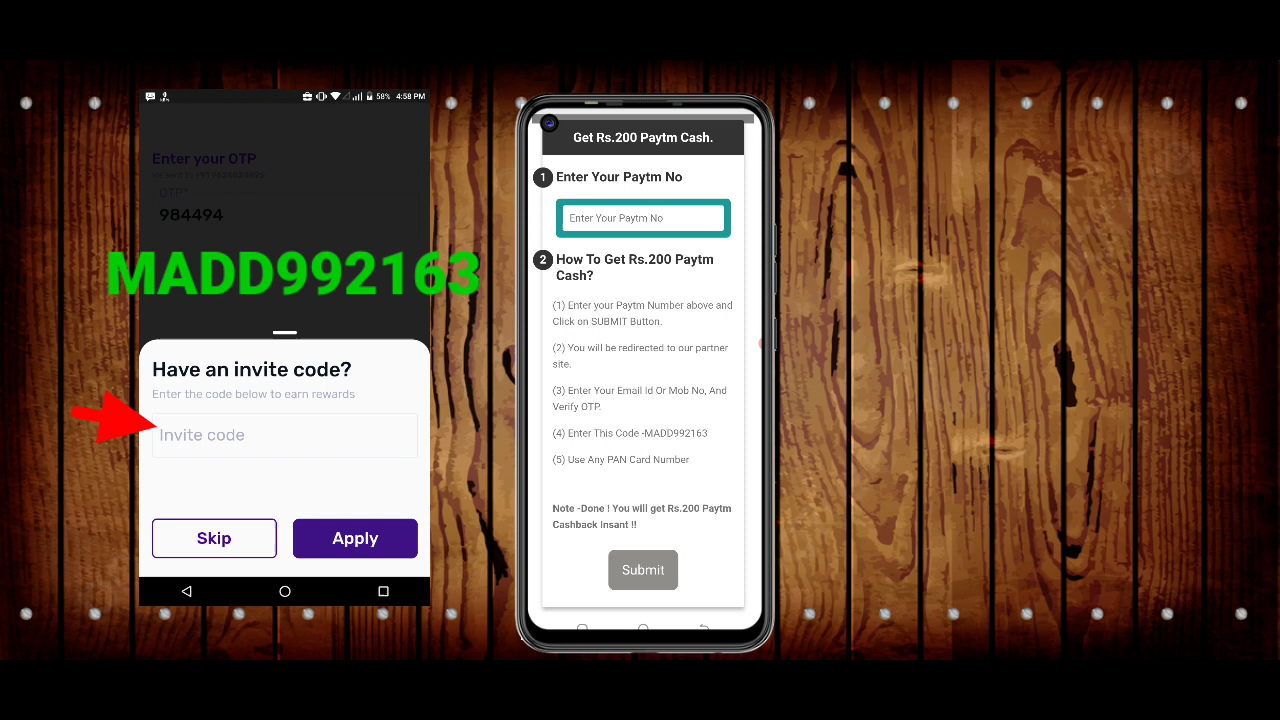 58% 4:58 PM
Enter your OTP
OTP*
984494
MADD992163
Have an invite code?
Enter the code below to earn rewards
Invite code
Skip
Apply
Get Rs.200 Paytm Cash.
1 Enter Your Paytm No
Enter Your Paytm No
2 How To Get Rs.200 Paytm
Cash?
(1) Enter your Paytm Number above and
Click on SUBMIT Button.
(2) You will be redirected to our partner
site.
(3) Enter Your Email Id Or Mob No, And
Verify OTP.
(4) Enter This Code -MADD992163
(5) Use Any PAN Card Number
Note -Done ! You will get Rs.200 Paytm
Cashback Insant !!
Submit